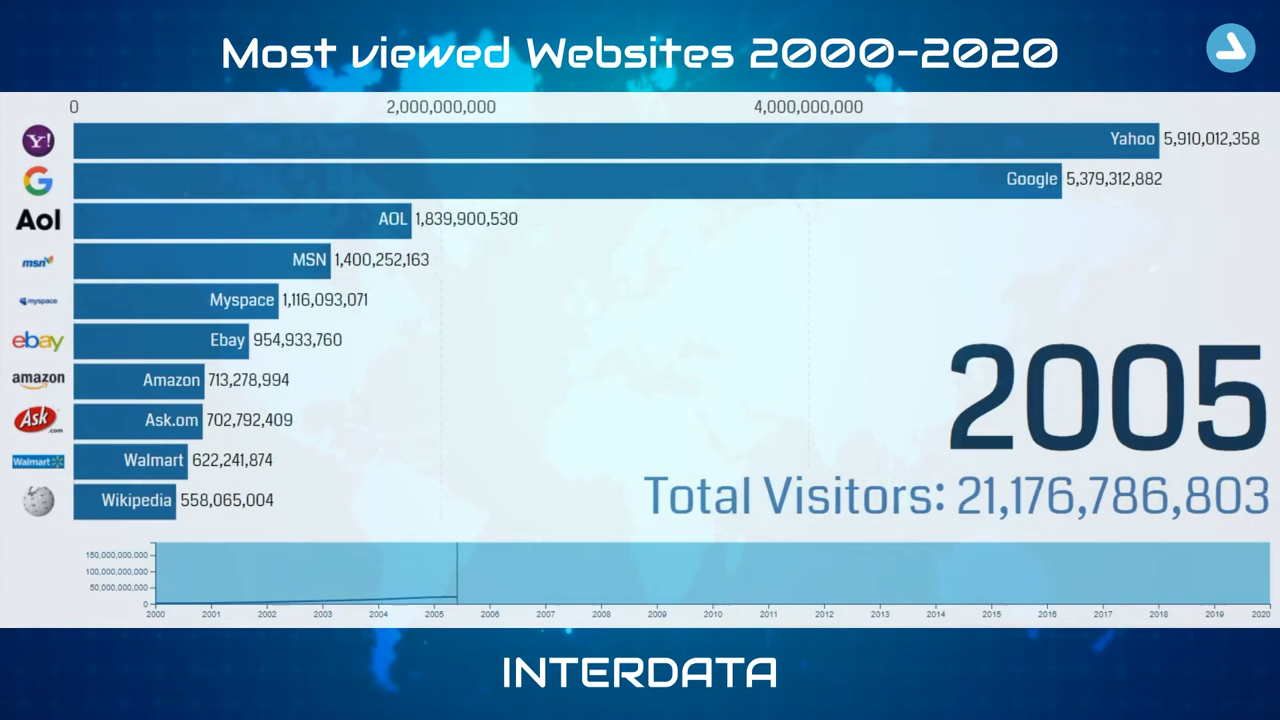 Most viewed Websites 2000-2020
0 2,000,000,000 4,000,000,000
Y! Yahoo 5,910,012,358
G Google 5,379,312,882
Aol AOL 1,839,900,530
msn MSN 1,400,252,163
myspace Myspace 1,116,093,071
ebay Ebay 954,933,760
amazon Amazon 713,278,994
Ask .com Ask.om 702,792,409
Walmart Walmart 622,241,874
Wikipedia 558,065,004
2005
Total Visitors: 21,176,786,803
150,000,000,000
100,000,000,000
50,000,000,000
0
2000 2001 2002 2003 2004 2005 2006 2007 2008 2009 2010 2011 2012 2013 2014 2015 2016 2017 2018 2019 2020
INTERDATA